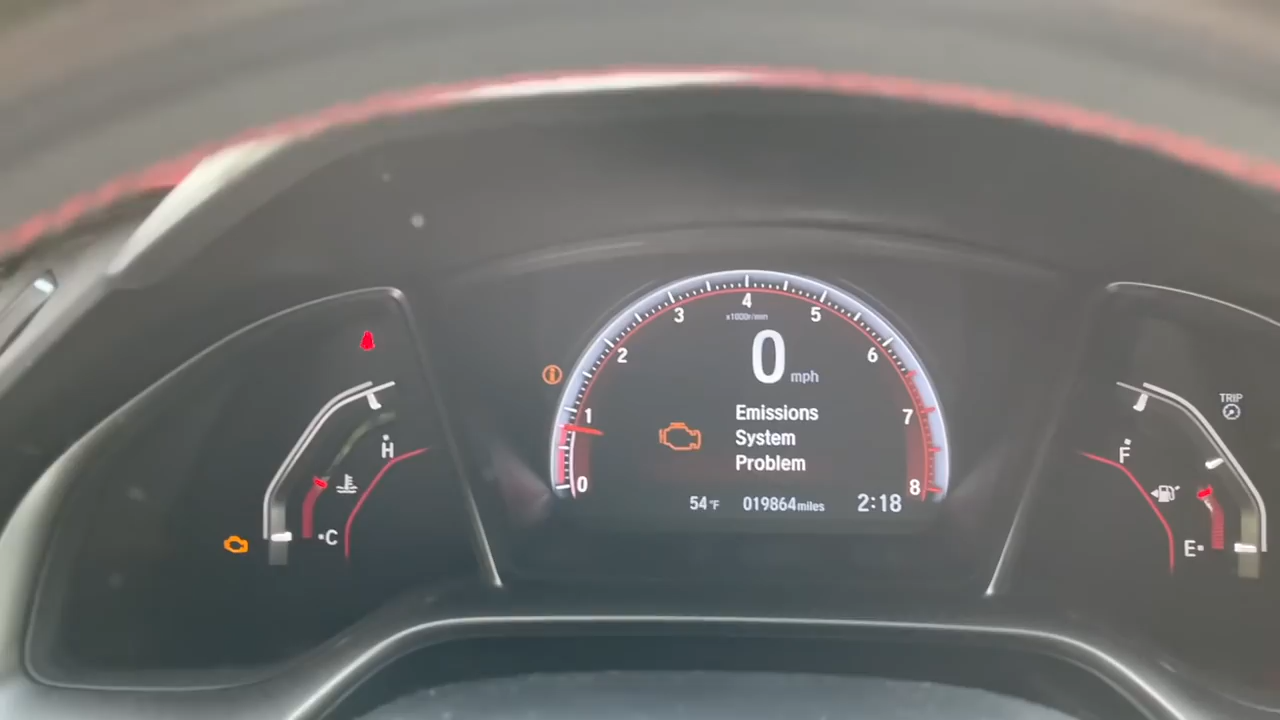 4
3
5
x1000r/min
2
6
0 mph
1
7
Emissions
System
Problem
0
8
54°F
019864 miles
2:18
H
C
TRIP
F
E